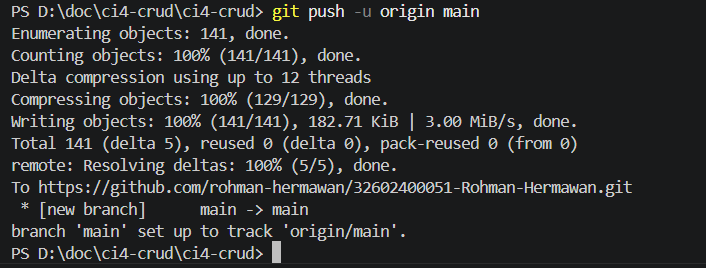 PS D:\doc\ci4-crud\ci4-crud> git push -u origin main
Enumerating objects: 141, done.
Counting objects: 100% (141/141), done.
Delta compression using up to 12 threads
Compressing objects: 100% (129/129), done.
Writing objects: 100% (141/141), 182.71 KiB | 3.00 MiB/s, done.
Total 141 (delta 5), reused 0 (delta 0), pack-reused 0 (from 0)
remote: Resolving deltas: 100% (5/5), done.
To https://github.com/rohman-hermawan/32602400051-Rohman-Hermawan.git
 * [new branch]      main -> main
branch 'main' set up to track 'origin/main'.
PS D:\doc\ci4-crud\ci4-crud>